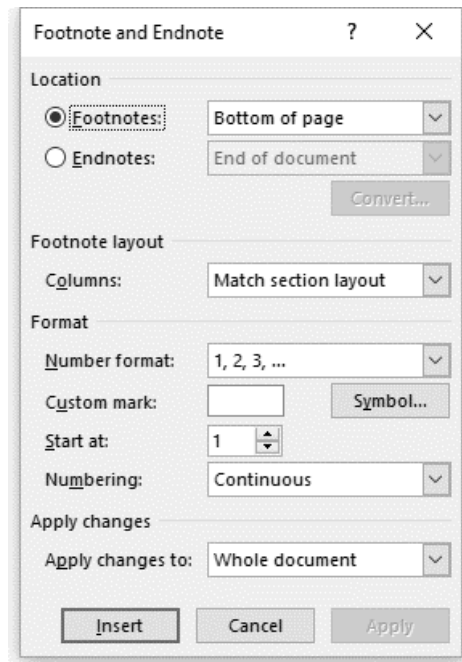 Footnote and Endnote ? ×
Location
Footnotes: Bottom of page
Endnotes: End of document
Convert...
Footnote layout
Columns: Match section layout
Format
Number format: 1, 2, 3, ...
Custom mark: Symbol...
Start at: 1
Numbering: Continuous
Apply changes
Apply changes to: Whole document
Insert Cancel Apply